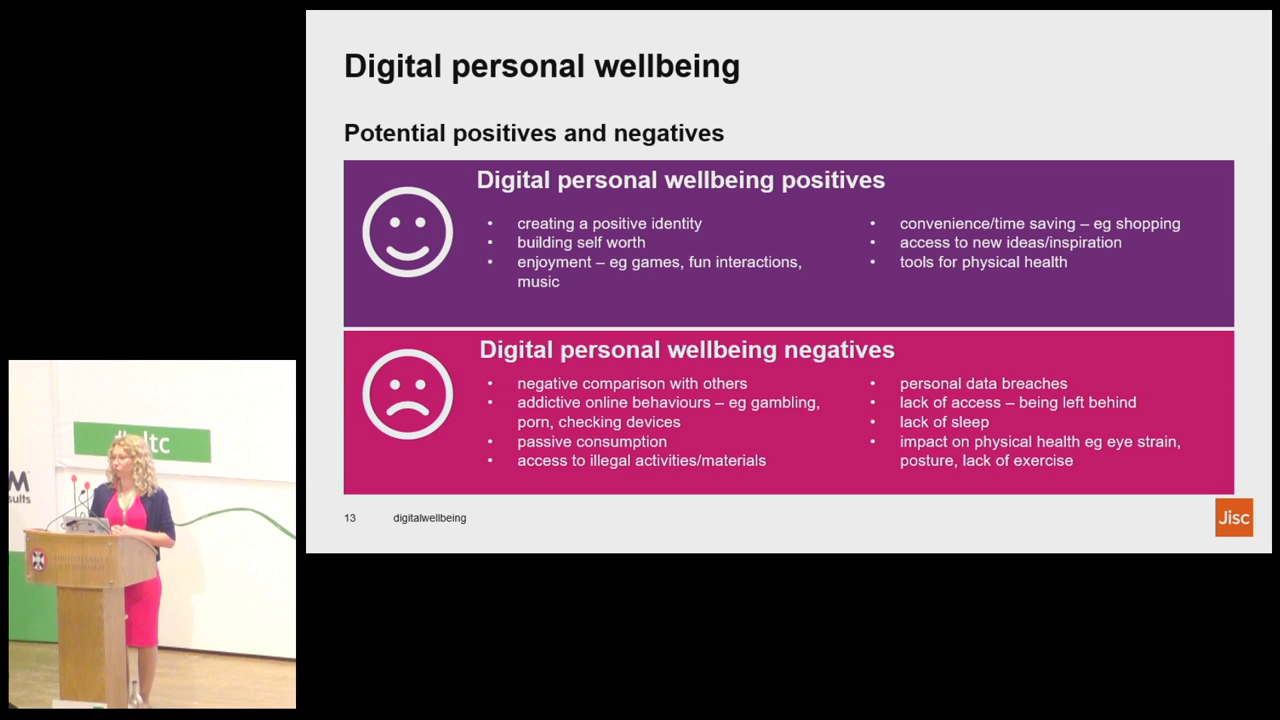 Digital personal wellbeing
Potential positives and negatives
Digital personal wellbeing positives
• creating a positive identity
• building self worth
• enjoyment – eg games, fun interactions,
music
• convenience/time saving – eg shopping
• access to new ideas/inspiration
• tools for physical health
Digital personal wellbeing negatives
• negative comparison with others
• addictive online behaviours – eg gambling,
porn, checking devices
• passive consumption
• access to illegal activities/materials
• personal data breaches
• lack of access – being left behind
• lack of sleep
• impact on physical health eg eye strain,
posture, lack of exercise
13 digitalwellbeing
Jisc